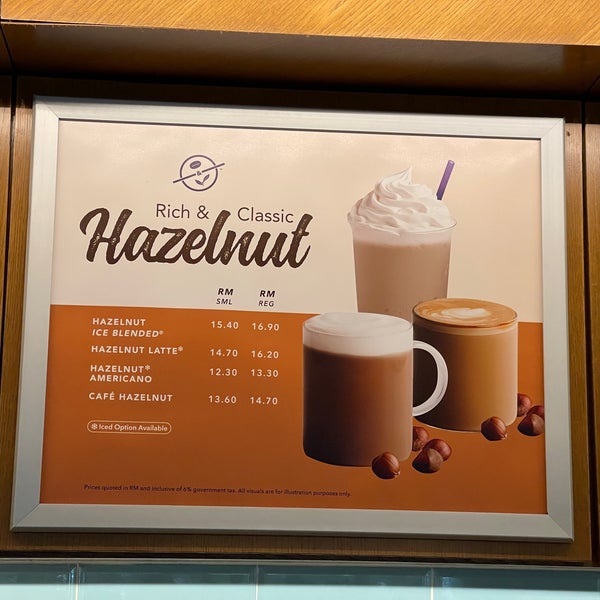 Rich & Classic
Hazelnut
RM RM
SML REG
HAZELNUT
ICE BLENDED® 15.40 16.90
HAZELNUT LATTE* 14.70 16.20
HAZELNUT*
AMERICANO 12.30 13.30
CAFÉ HAZELNUT 13.60 14.70
* Iced Option Available
Prices quoted in RM and inclusive of 6% government tax. All visuals are for illustration purposes only.